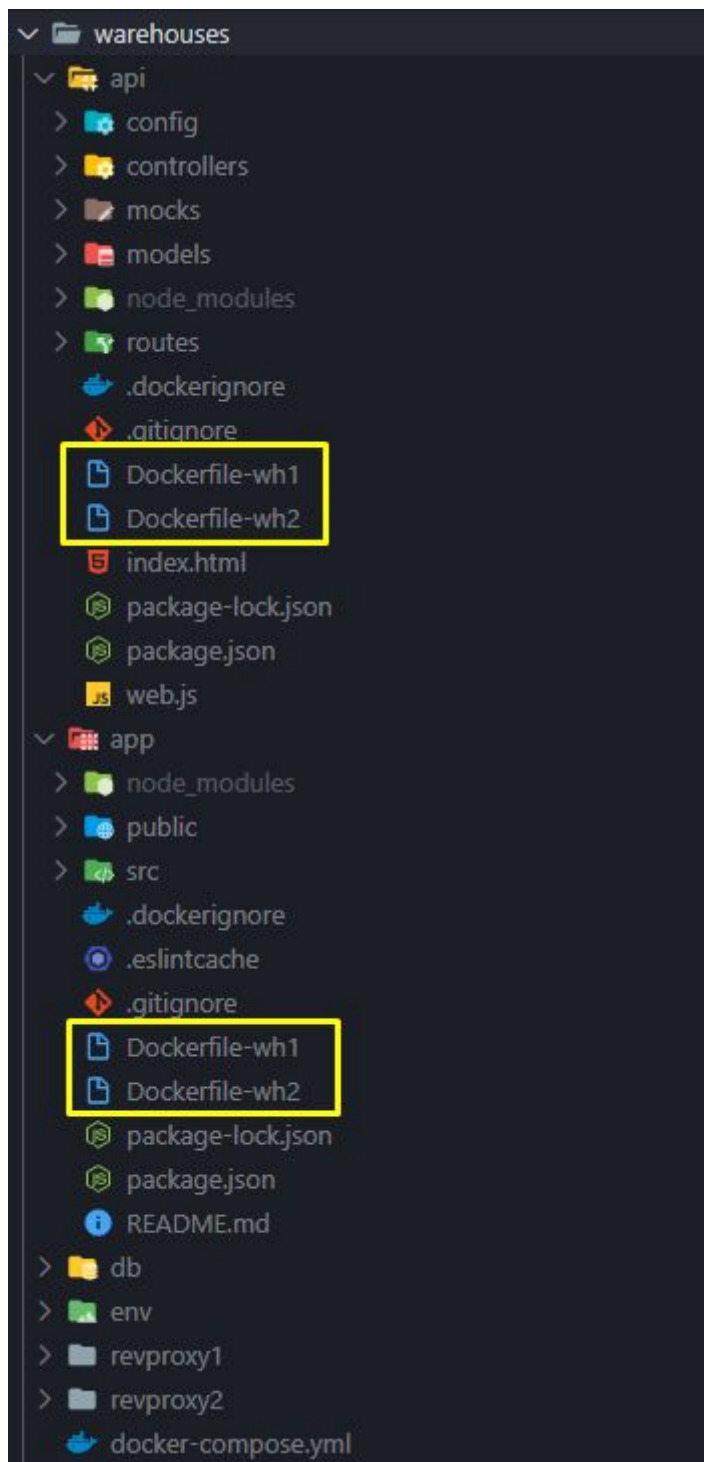 warehouses
api
config
controllers
mocks
models
node_modules
routes
.dockerignore
.gitignore
Dockerfile-wh1
Dockerfile-wh2
index.html
package-lock.json
package.json
JS web.js
app
node_modules
public
src
.dockerignore
.eslintcache
.gitignore
Dockerfile-wh1
Dockerfile-wh2
package-lock.json
package.json
README.md
db
env
revproxy1
revproxy2
docker-compose.yml